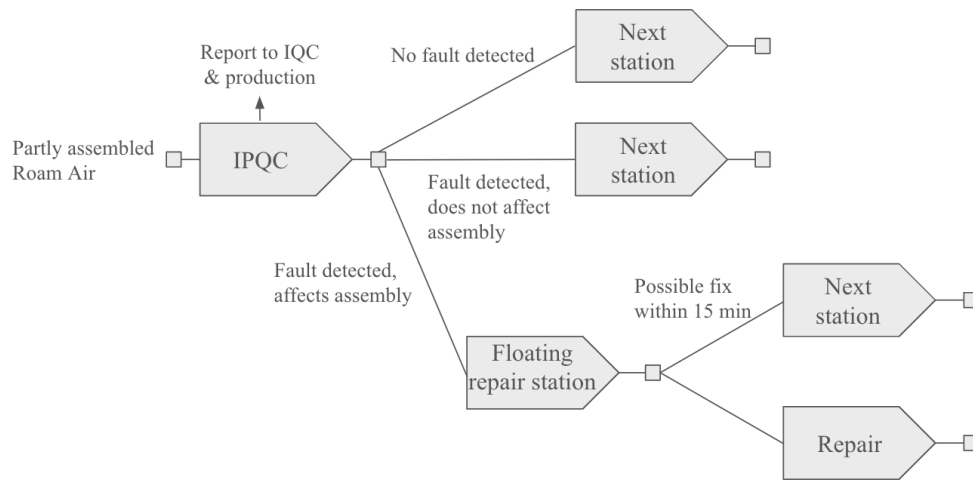 Next
station
Report to IQC
& production
No fault detected
Partly assembled
Roam Air
IPQC
Next
station
Fault detected,
does not affect
assembly
Fault detected,
affects assembly
Possible fix
within 15 min
Next
station
Floating
repair station
Repair